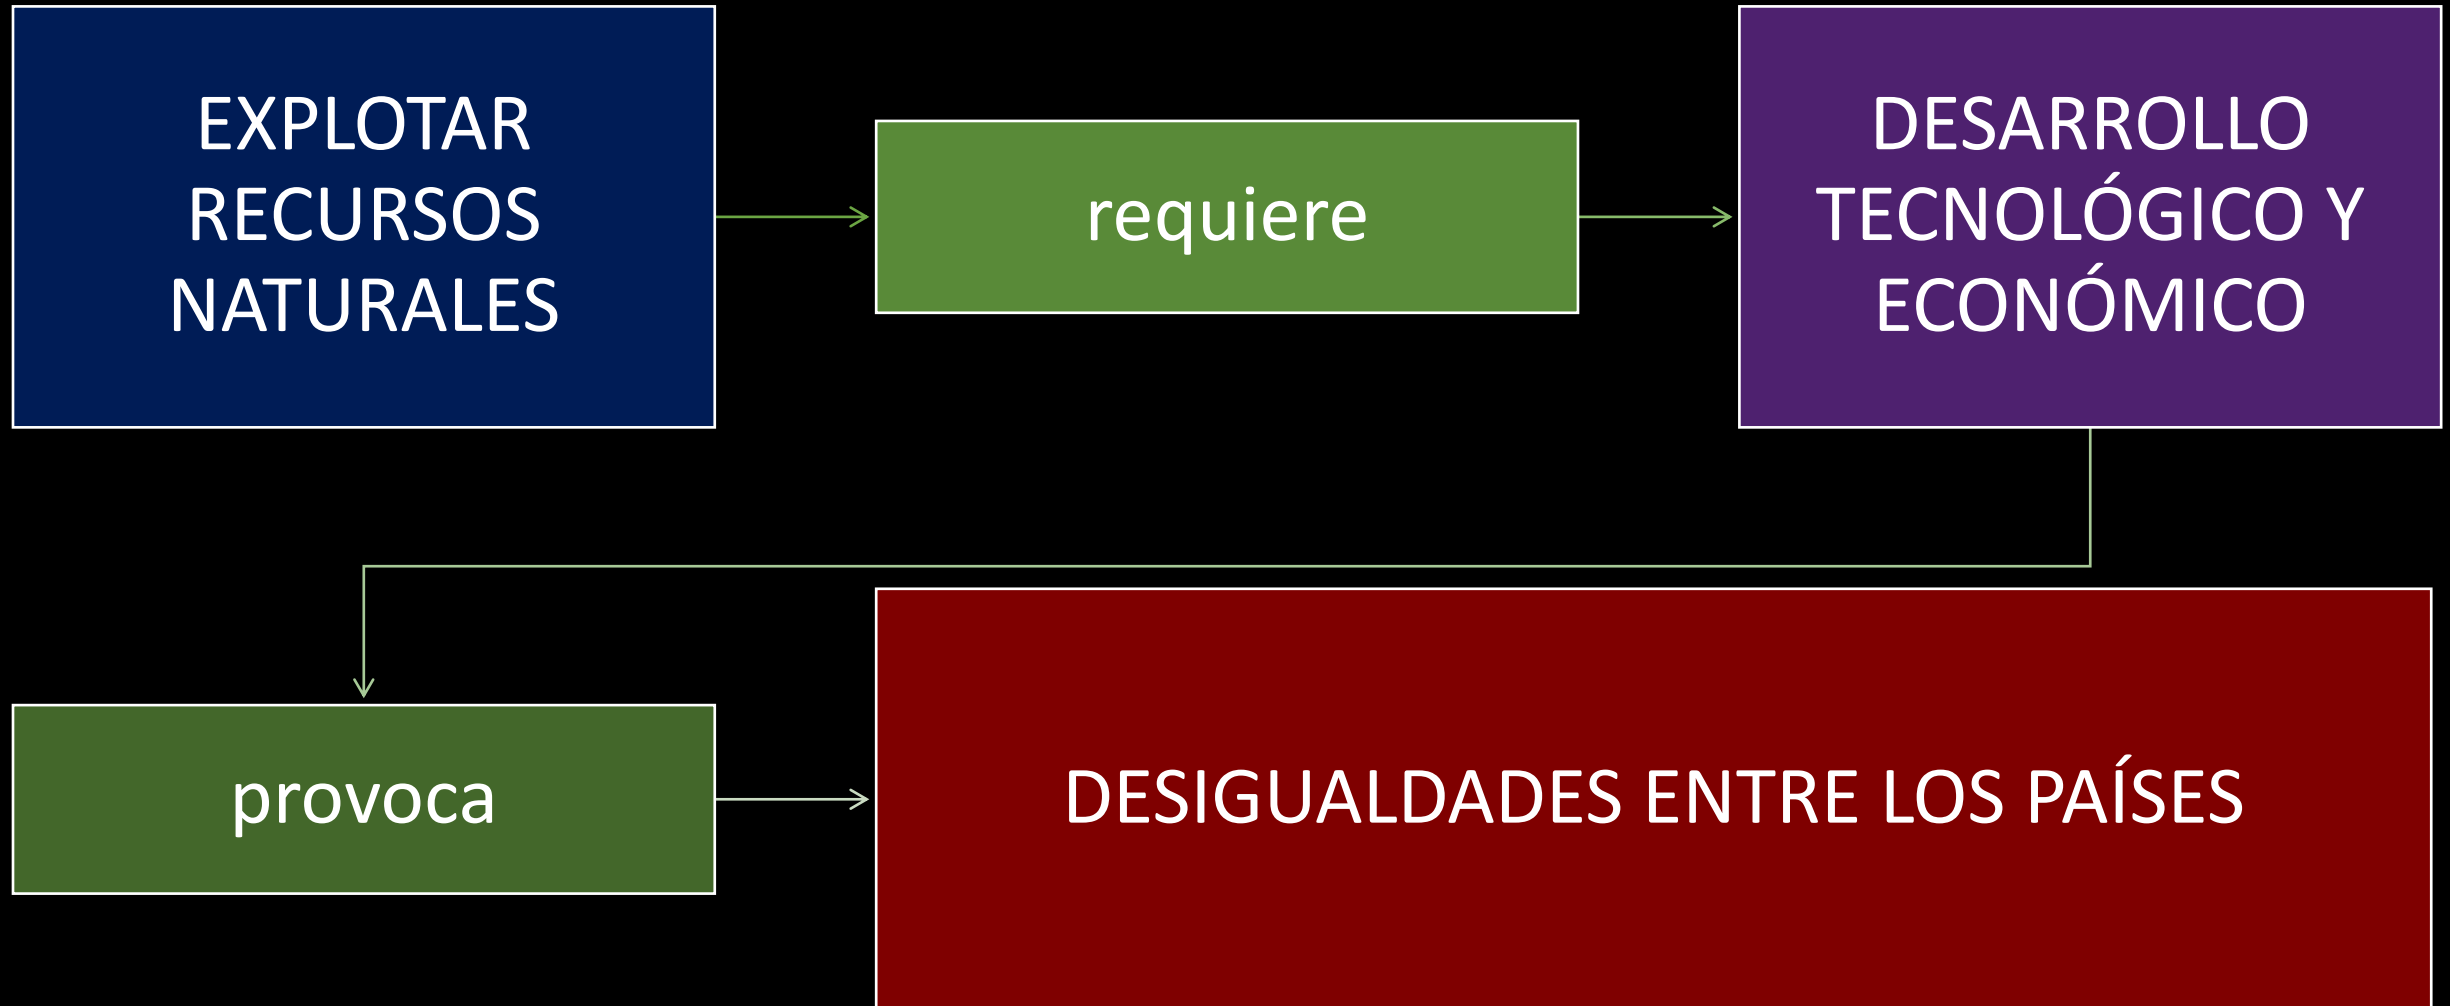 EXPLOTAR
RECURSOS
NATURALES
requiere
DESARROLLO
TECNOLÓGICO Y
ECONÓMICO
provoca
DESIGUALDADES ENTRE LOS PAÍSES